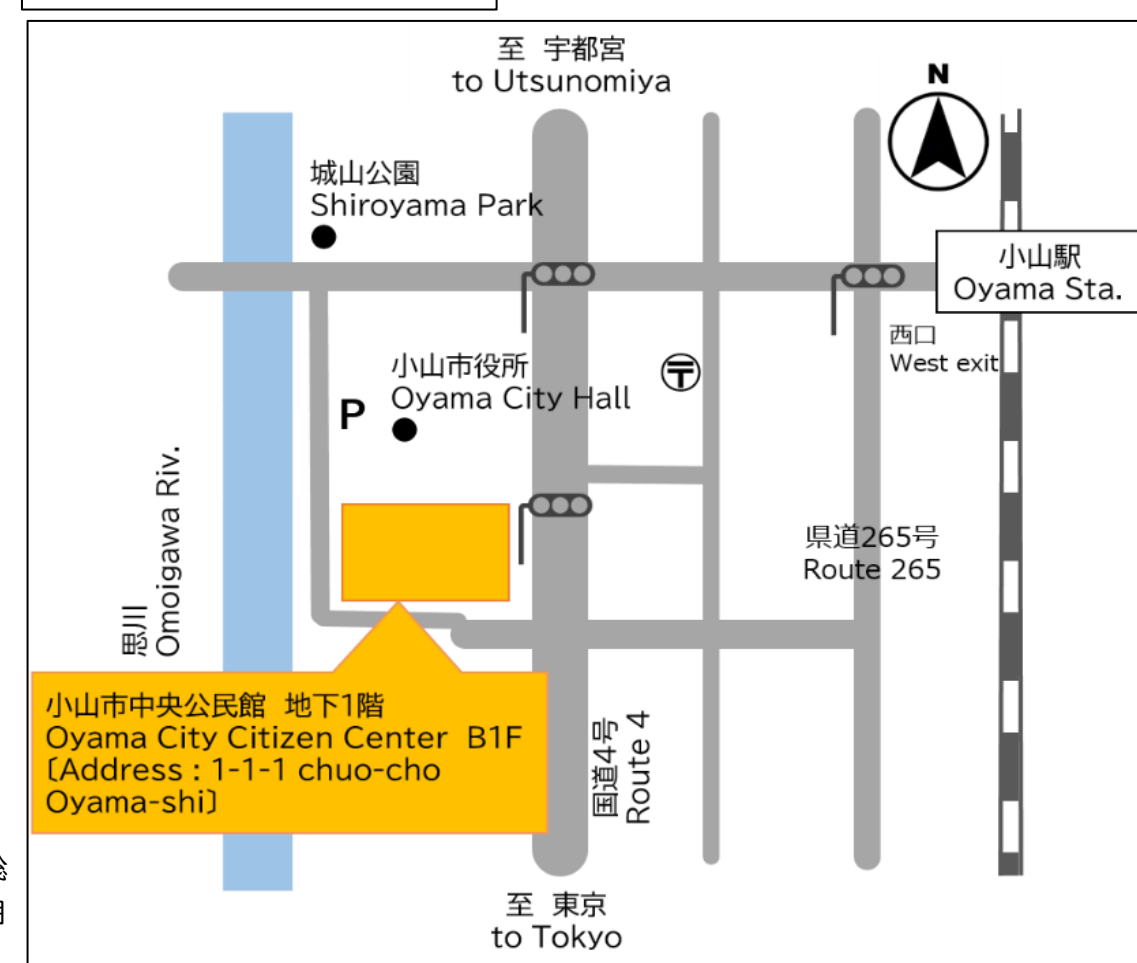 至 宇都宮
to Utsunomiya
N
城山公園
Shiroyama Park
小山駅
Oyama Sta.
西口
West exit
小山市役所
Oyama City Hall
〒
P
思川
Omoigawa Riv.
県道265号
Route 265
小山市中央公民館 地下1階
Oyama City Citizen Center B1F
〔Address : 1-1-1 chuo-cho
Oyama-shi〕
国道4号
Route 4
至 東京
to Tokyo